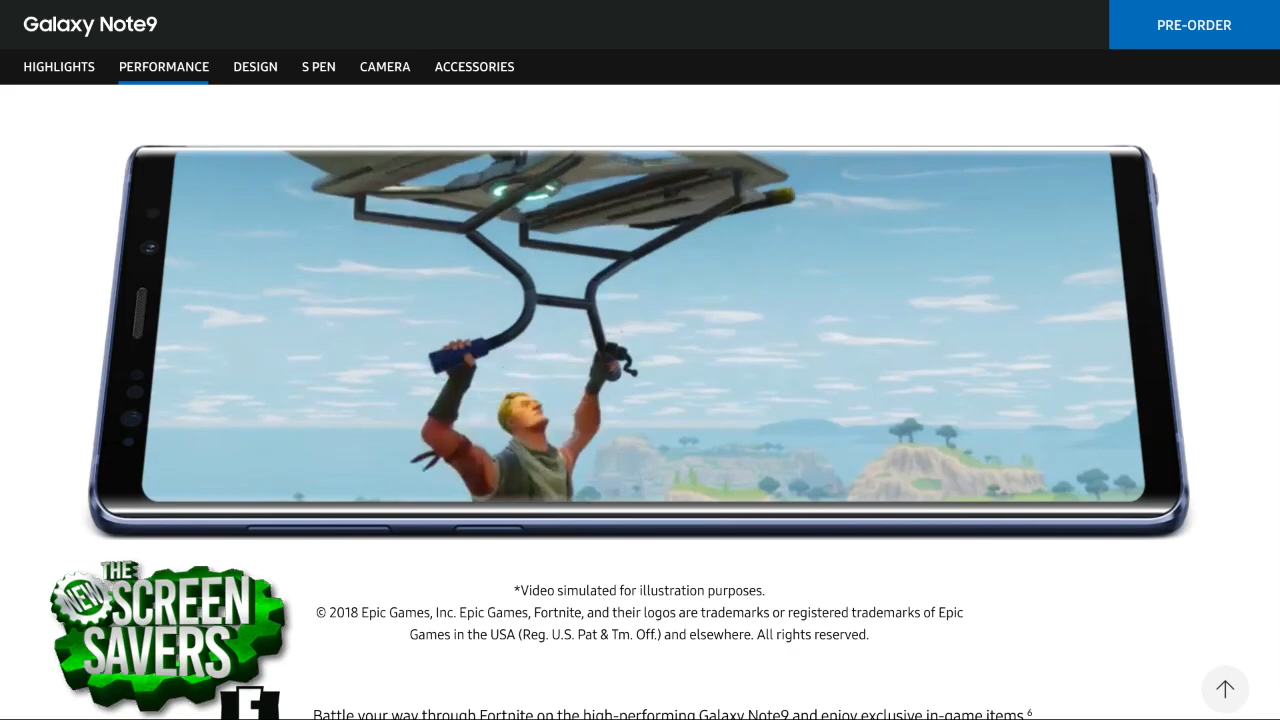 Galaxy Note9
PRE-ORDER
HIGHLIGHTS PERFORMANCE DESIGN S PEN CAMERA ACCESSORIES
THE
NEW
SCREEN
SAVERS
*Video simulated for illustration purposes.
© 2018 Epic Games, Inc. Epic Games, Fortnite, and their logos are trademarks or registered trademarks of Epic
Games in the USA (Reg. U.S. Pat & Tm. Off.) and elsewhere. All rights reserved.
F
Battle your way through Fortnite on the high-performing Galaxy Note9 and enjoy exclusive in-game items.⁶